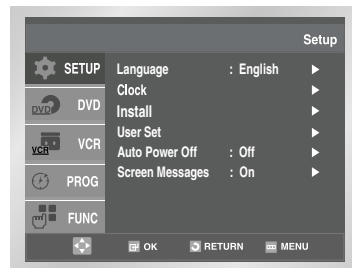 Setup
SETUP
Language : English ►
DVD DVD
Clock ►
Install ►
VCR VCR
User Set ►
Auto Power Off : Off ►
PROG
Screen Messages : On ►
FUNC
OK RETURN MENU